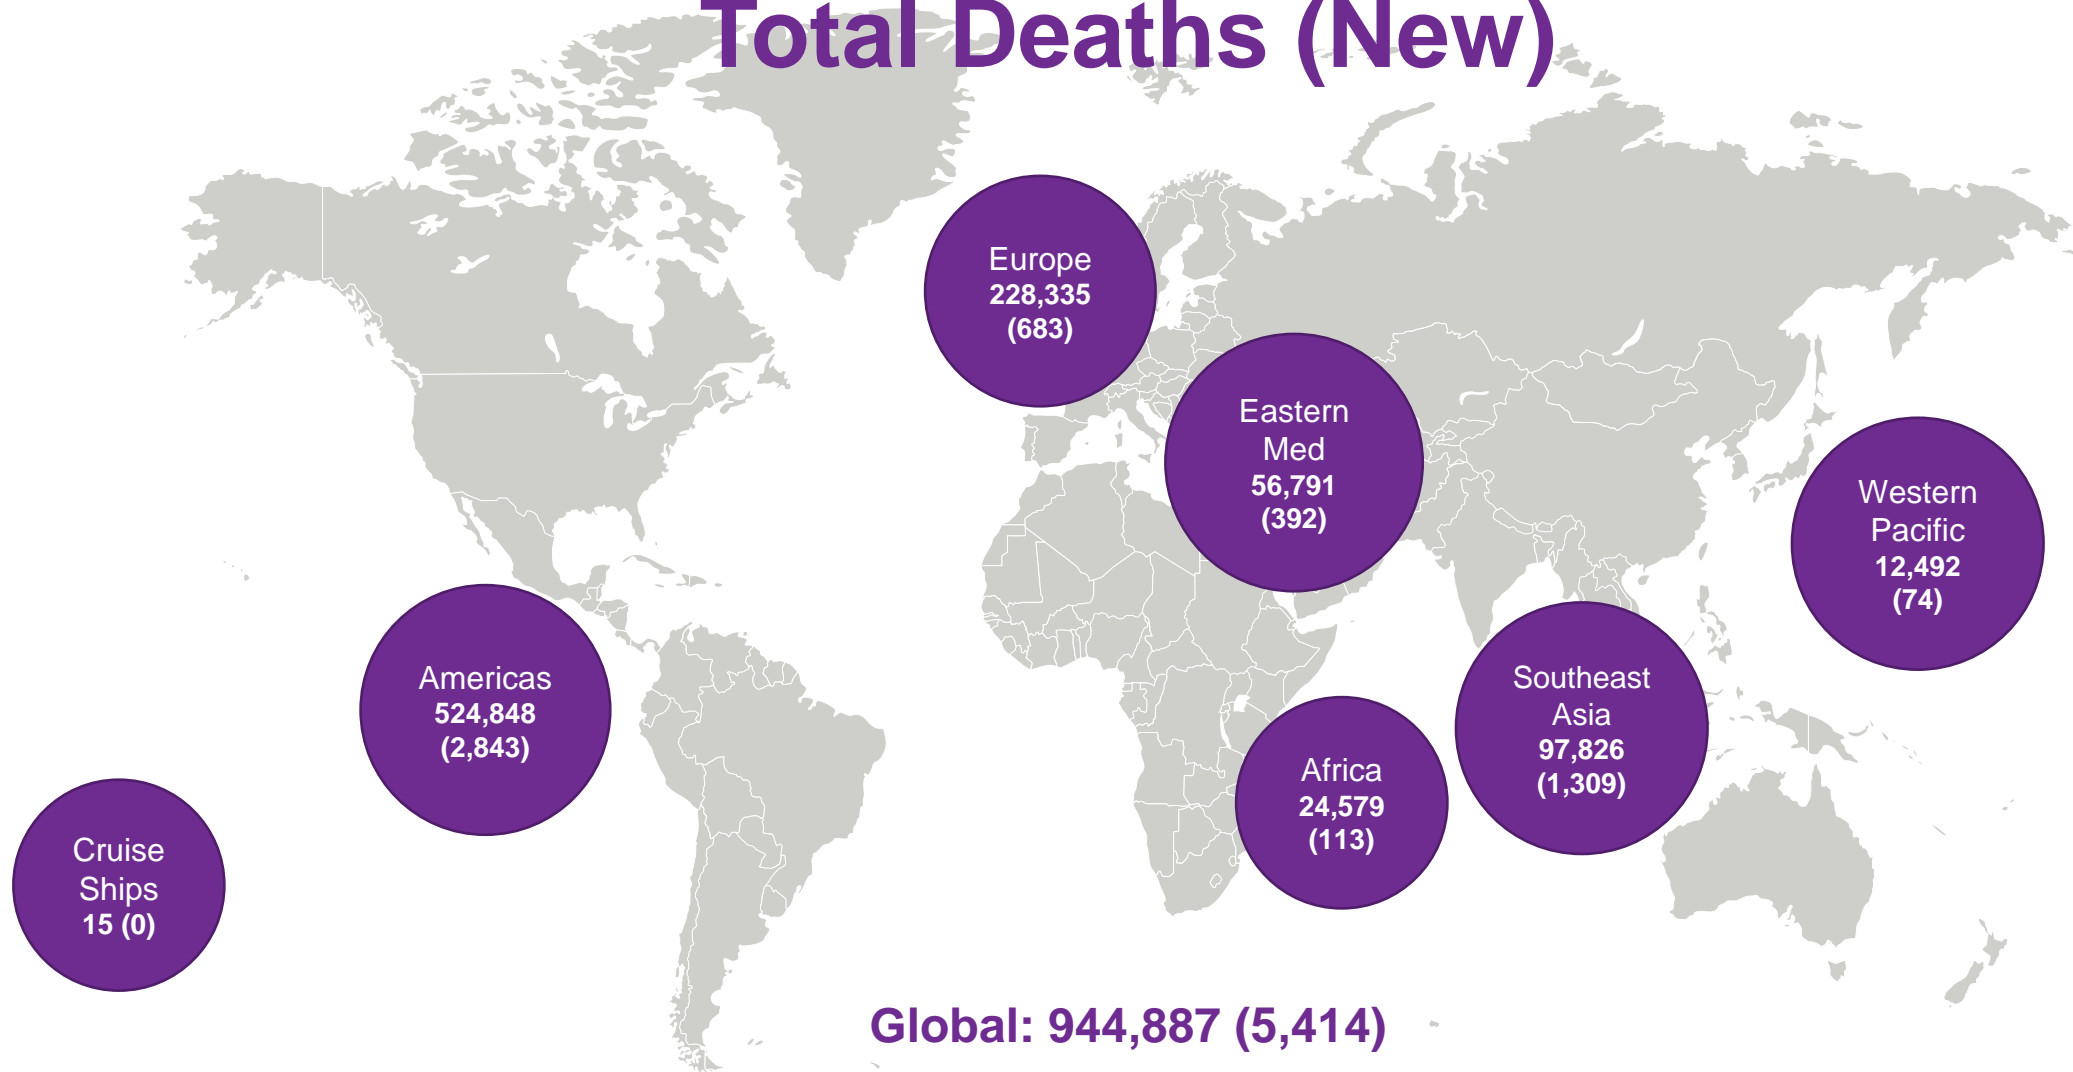 Total Deaths (New)
Europe
228,335
(683)
Eastern
Med
56,791
(392)
Western
Pacific
12,492
(74)
Americas
524,848
(2,843)
Southeast
Asia
97,826
(1,309)
Africa
24,579
(113)
Cruise
Ships
15 (0)
Global: 944,887 (5,414)